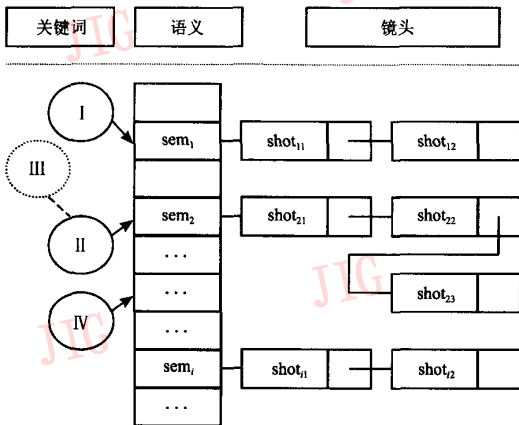 关键词 语义 镜头
JIG
I
sem₁ shot₁₁ shot₁₂
III
sem₂ shot₂₁ shot₂₂
II
...
... shot₂₃
JIG
IV
JIG
...
semᵢ shotᵢ₁ shotᵢ₂
...